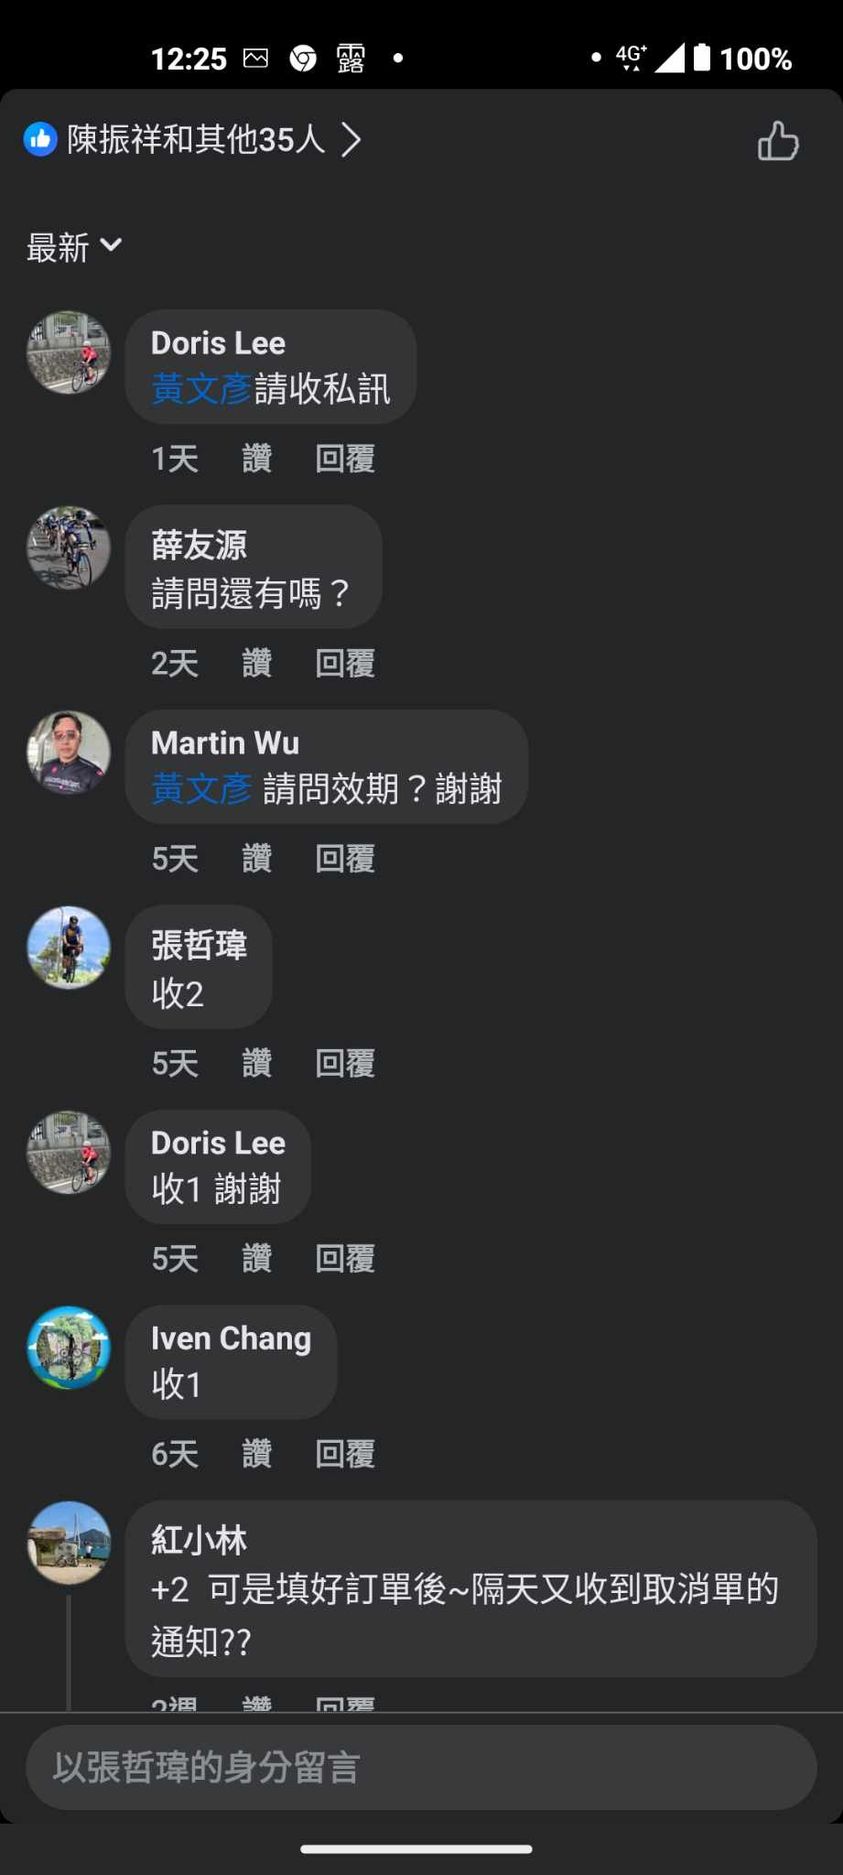 12:25 露 4G+ 100%
陳振祥和其他35人
最新
Doris Lee
黃文彥請收私訊
1天 讚 回覆
薛友源
請問還有嗎？
2天 讚 回覆
Martin Wu
黃文彥 請問效期？謝謝
5天 讚 回覆
張哲瑋
收2
5天 讚 回覆
Doris Lee
收1 謝謝
5天 讚 回覆
Iven Chang
收1
6天 讚 回覆
紅小林
+2 可是填好訂單後~隔天又收到取消單的
通知??
2週 讚 回覆
以張哲瑋的身分留言